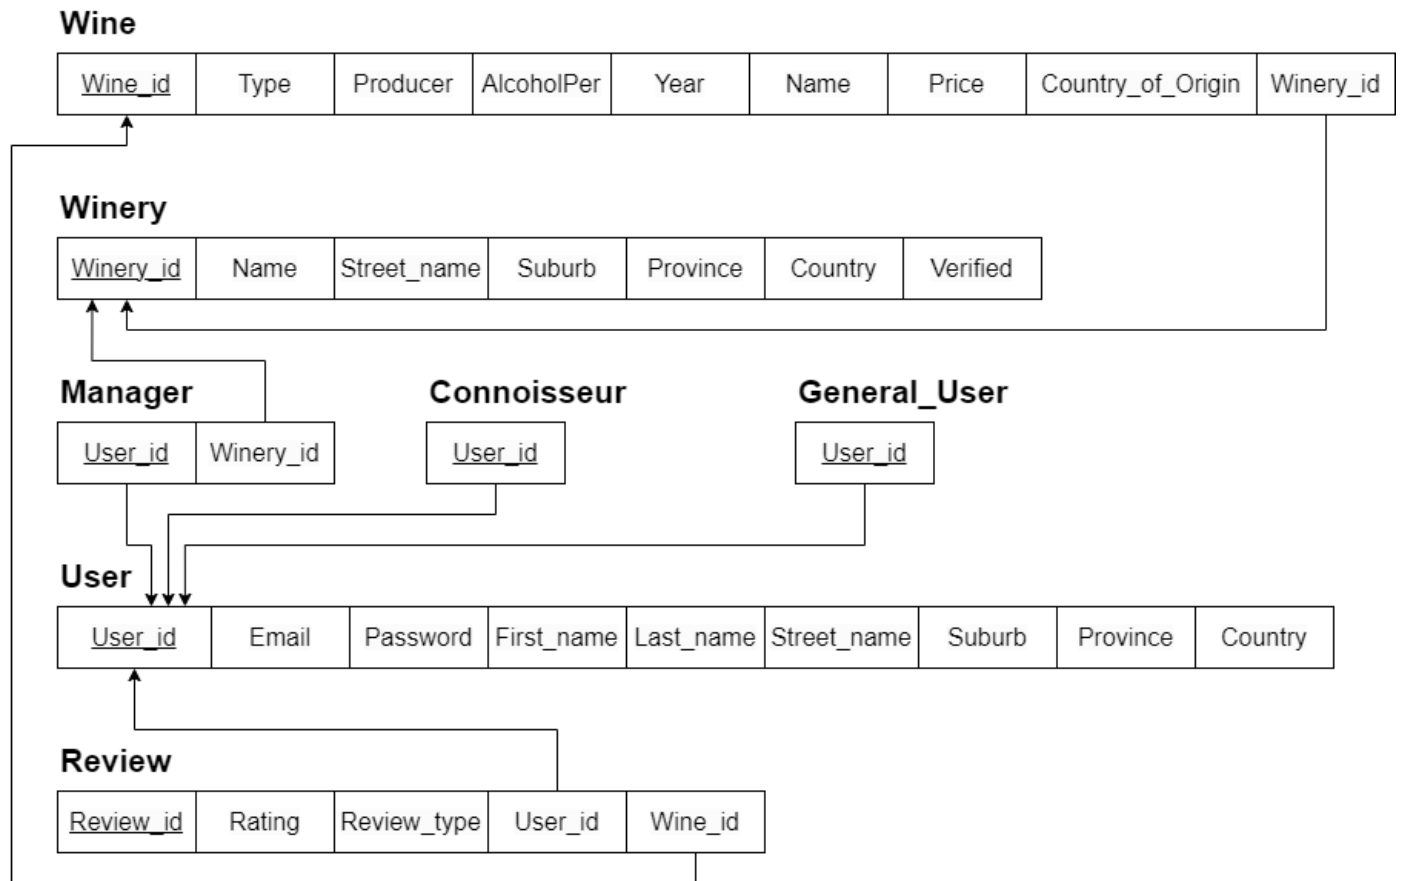 Wine
Wine_id Type Producer AlcoholPer Year Name Price Country_of_Origin Winery_id
Winery
Winery_id Name Street_name Suburb Province Country Verified
Manager Connoisseur General_User
User_id Winery_id User_id User_id
User
User_id Email Password First_name Last_name Street_name Suburb Province Country
Review
Review_id Rating Review_type User_id Wine_id